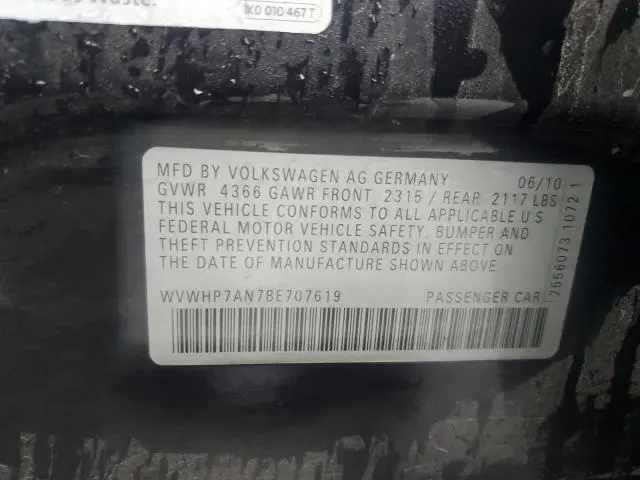 Waste.
1K0 010 467 T
MFD BY VOLKSWAGEN AG GERMANY 06/10
GVWR 4366 GAWR FRONT 2315 / REAR 2117 LBS
THIS VEHICLE CONFORMS TO ALL APPLICABLE U S
FEDERAL MOTOR VEHICLE SAFETY, BUMPER AND
THEFT PREVENTION STANDARDS IN EFFECT ON
THE DATE OF MANUFACTURE SHOWN ABOVE
WVWHP7AN7BE707619 PASSENGER CAR
2556073 1072 1